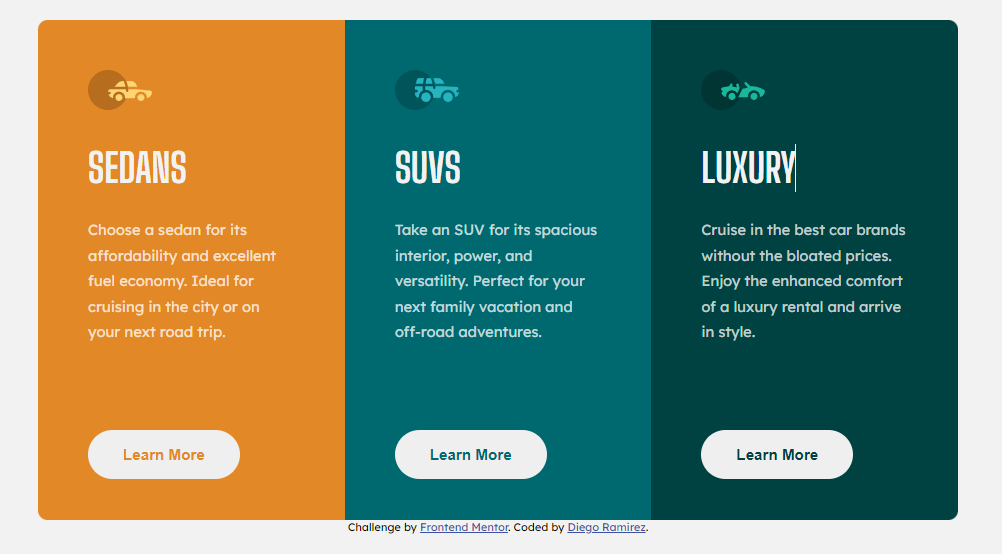 SEDANS
Choose a sedan for its
affordability and excellent
fuel economy. Ideal for
cruising in the city or on
your next road trip.
Learn More
SUVS
Take an SUV for its spacious
interior, power, and
versatility. Perfect for your
next family vacation and
off-road adventures.
Learn More
LUXURY
Cruise in the best car brands
without the bloated prices.
Enjoy the enhanced comfort
of a luxury rental and arrive
in style.
Learn More
Challenge by Frontend Mentor. Coded by Diego Ramirez.